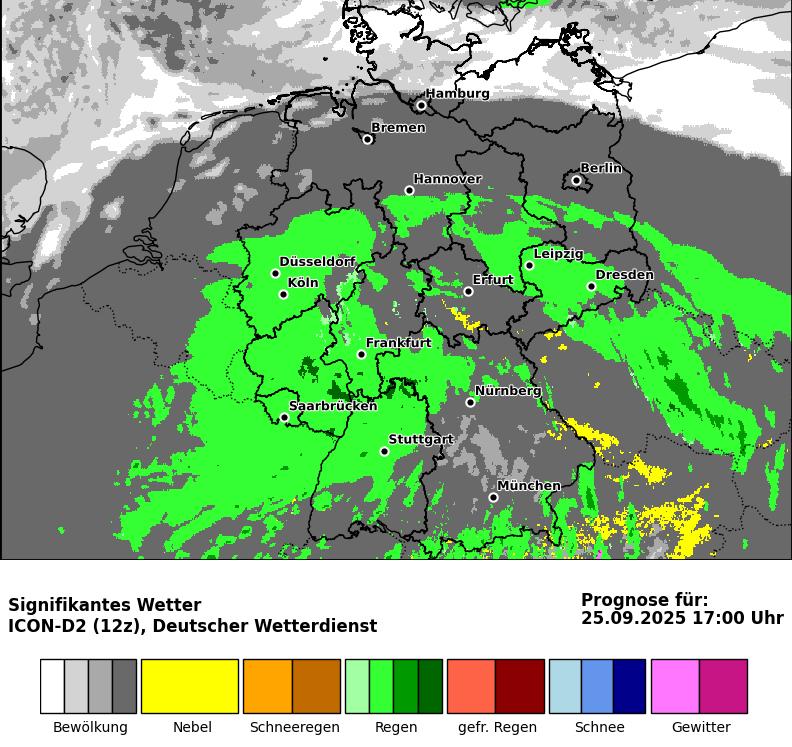 Hamburg
Bremen
Berlin
Hannover
Leipzig
Düsseldorf
Dresden
Köln
Erfurt
Frankfurt
Nürnberg
Saarbrücken
Stuttgart
München
Signifikantes Wetter
ICON-D2 (12z), Deutscher Wetterdienst
Prognose für:
25.09.2025 17:00 Uhr
Bewölkung
Nebel
Schneeregen
Regen
gefr. Regen
Schnee
Gewitter